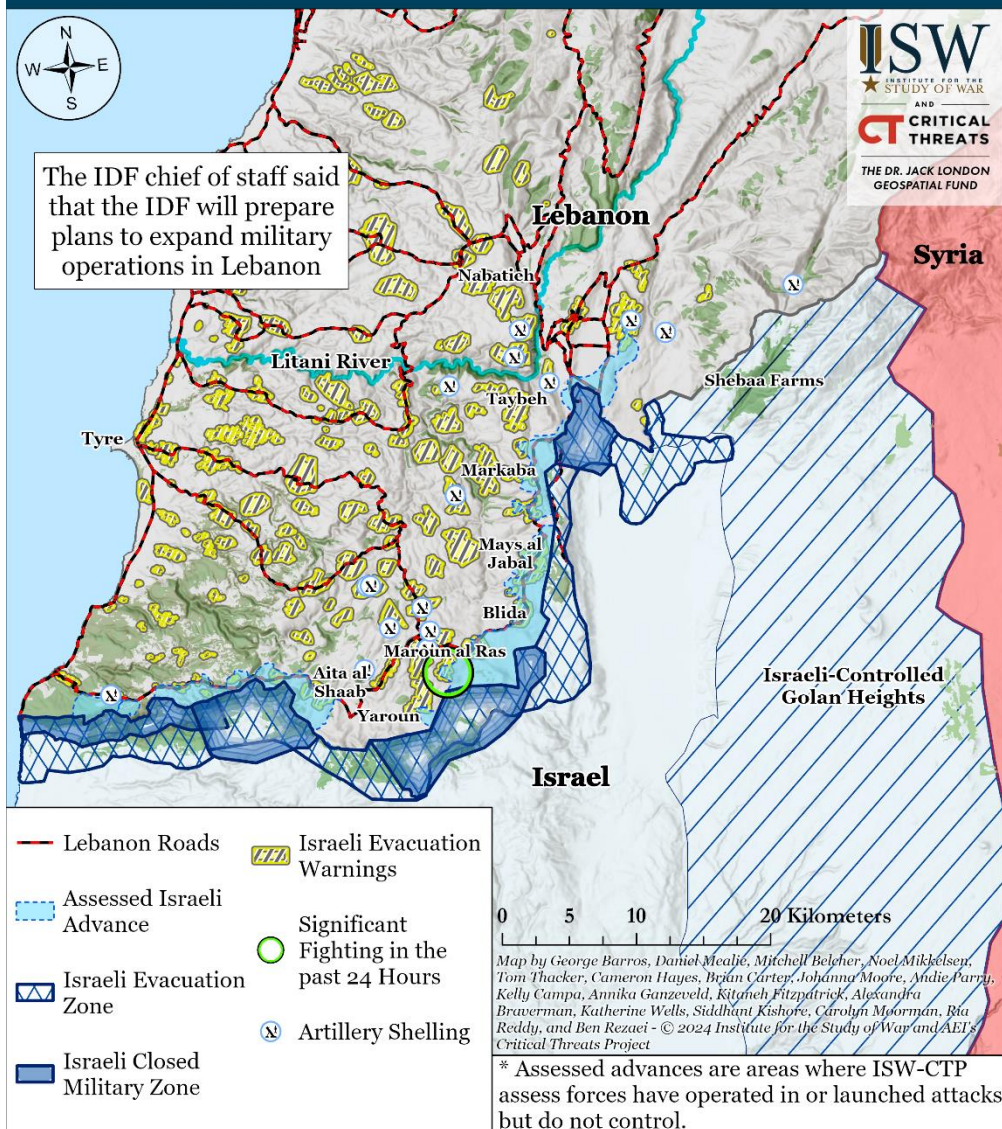 N
W E
S
ISW
INSTITUTE FOR THE
STUDY OF WAR
AND
CT CRITICAL
THREATS
THE DR. JACK LONDON
GEOSPATIAL FUND
The IDF chief of staff said
that the IDF will prepare
plans to expand military
operations in Lebanon
Lebanon
Syria
Nabatieh
Litani River
Shebaa Farms
Taybeh
Tyre
Markaba
Mays al
Jabal
Blida
Maroun al Ras
Aita al-
Shaab
Yaroun
Israeli-Controlled
Golan Heights
Israel
Lebanon Roads
Assessed Israeli
Advance
Israeli Evacuation
Zone
Israeli Closed
Military Zone
Israeli Evacuation
Warnings
Significant
Fighting in the
past 24 Hours
Artillery Shelling
0 5 10 20 Kilometers
Map by George Barros, Daniel Mealie, Mitchell Belcher, Noel Mikkelsen,
Tom Thacker, Cameron Hayes, Brian Carter, Johanna Moore, Andie Parry,
Kelly Campa, Annika Ganzeveld, Kitaneh Fitzpatrick, Alexandra
Braverman, Katherine Wells, Siddhant Kishore, Carolyn Moorman, Ria
Reddy, and Ben Rezaei - © 2024 Institute for the Study of War and AEI's
Critical Threats Project
* Assessed advances are areas where ISW-CTP
assess forces have operated in or launched attacks
but do not control.